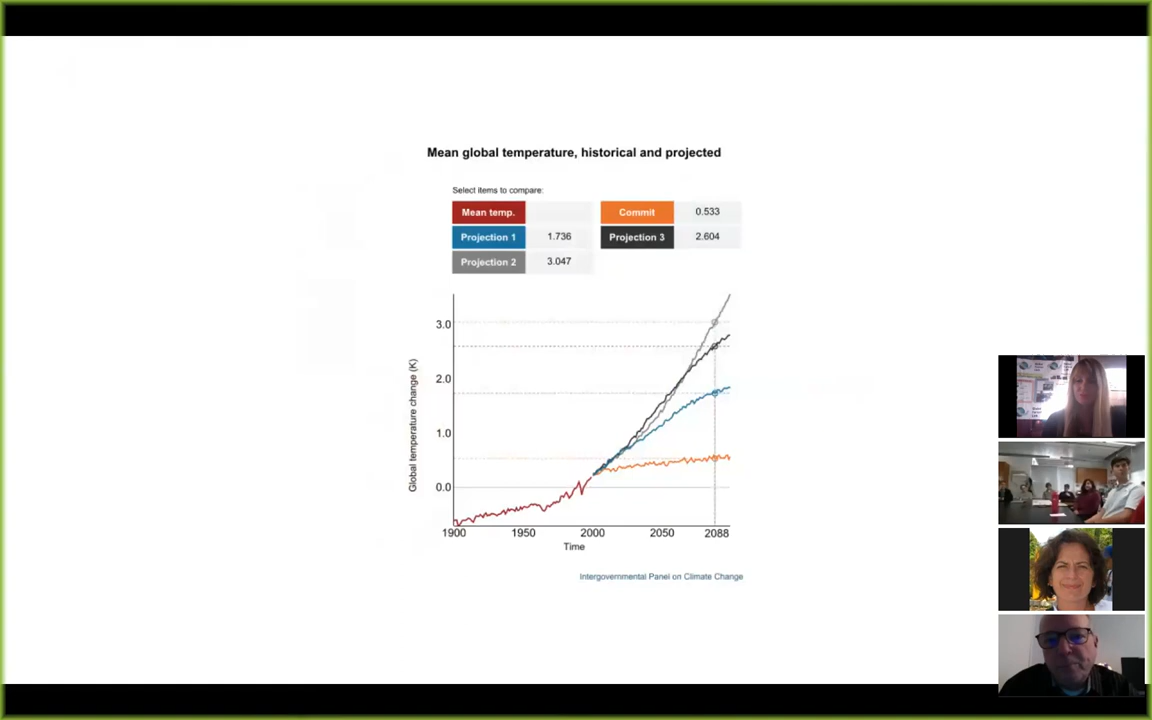 Mean global temperature, historical and projected
Select items to compare:
Mean temp.
Commit 0.533
Projection 1 1.736
Projection 3 2.604
Projection 2 3.047
3.0
2.0
1.0
0.0
Global temperature change (K)
1900 1950 2000 2050 2088
Time
Intergovernmental Panel on Climate Change